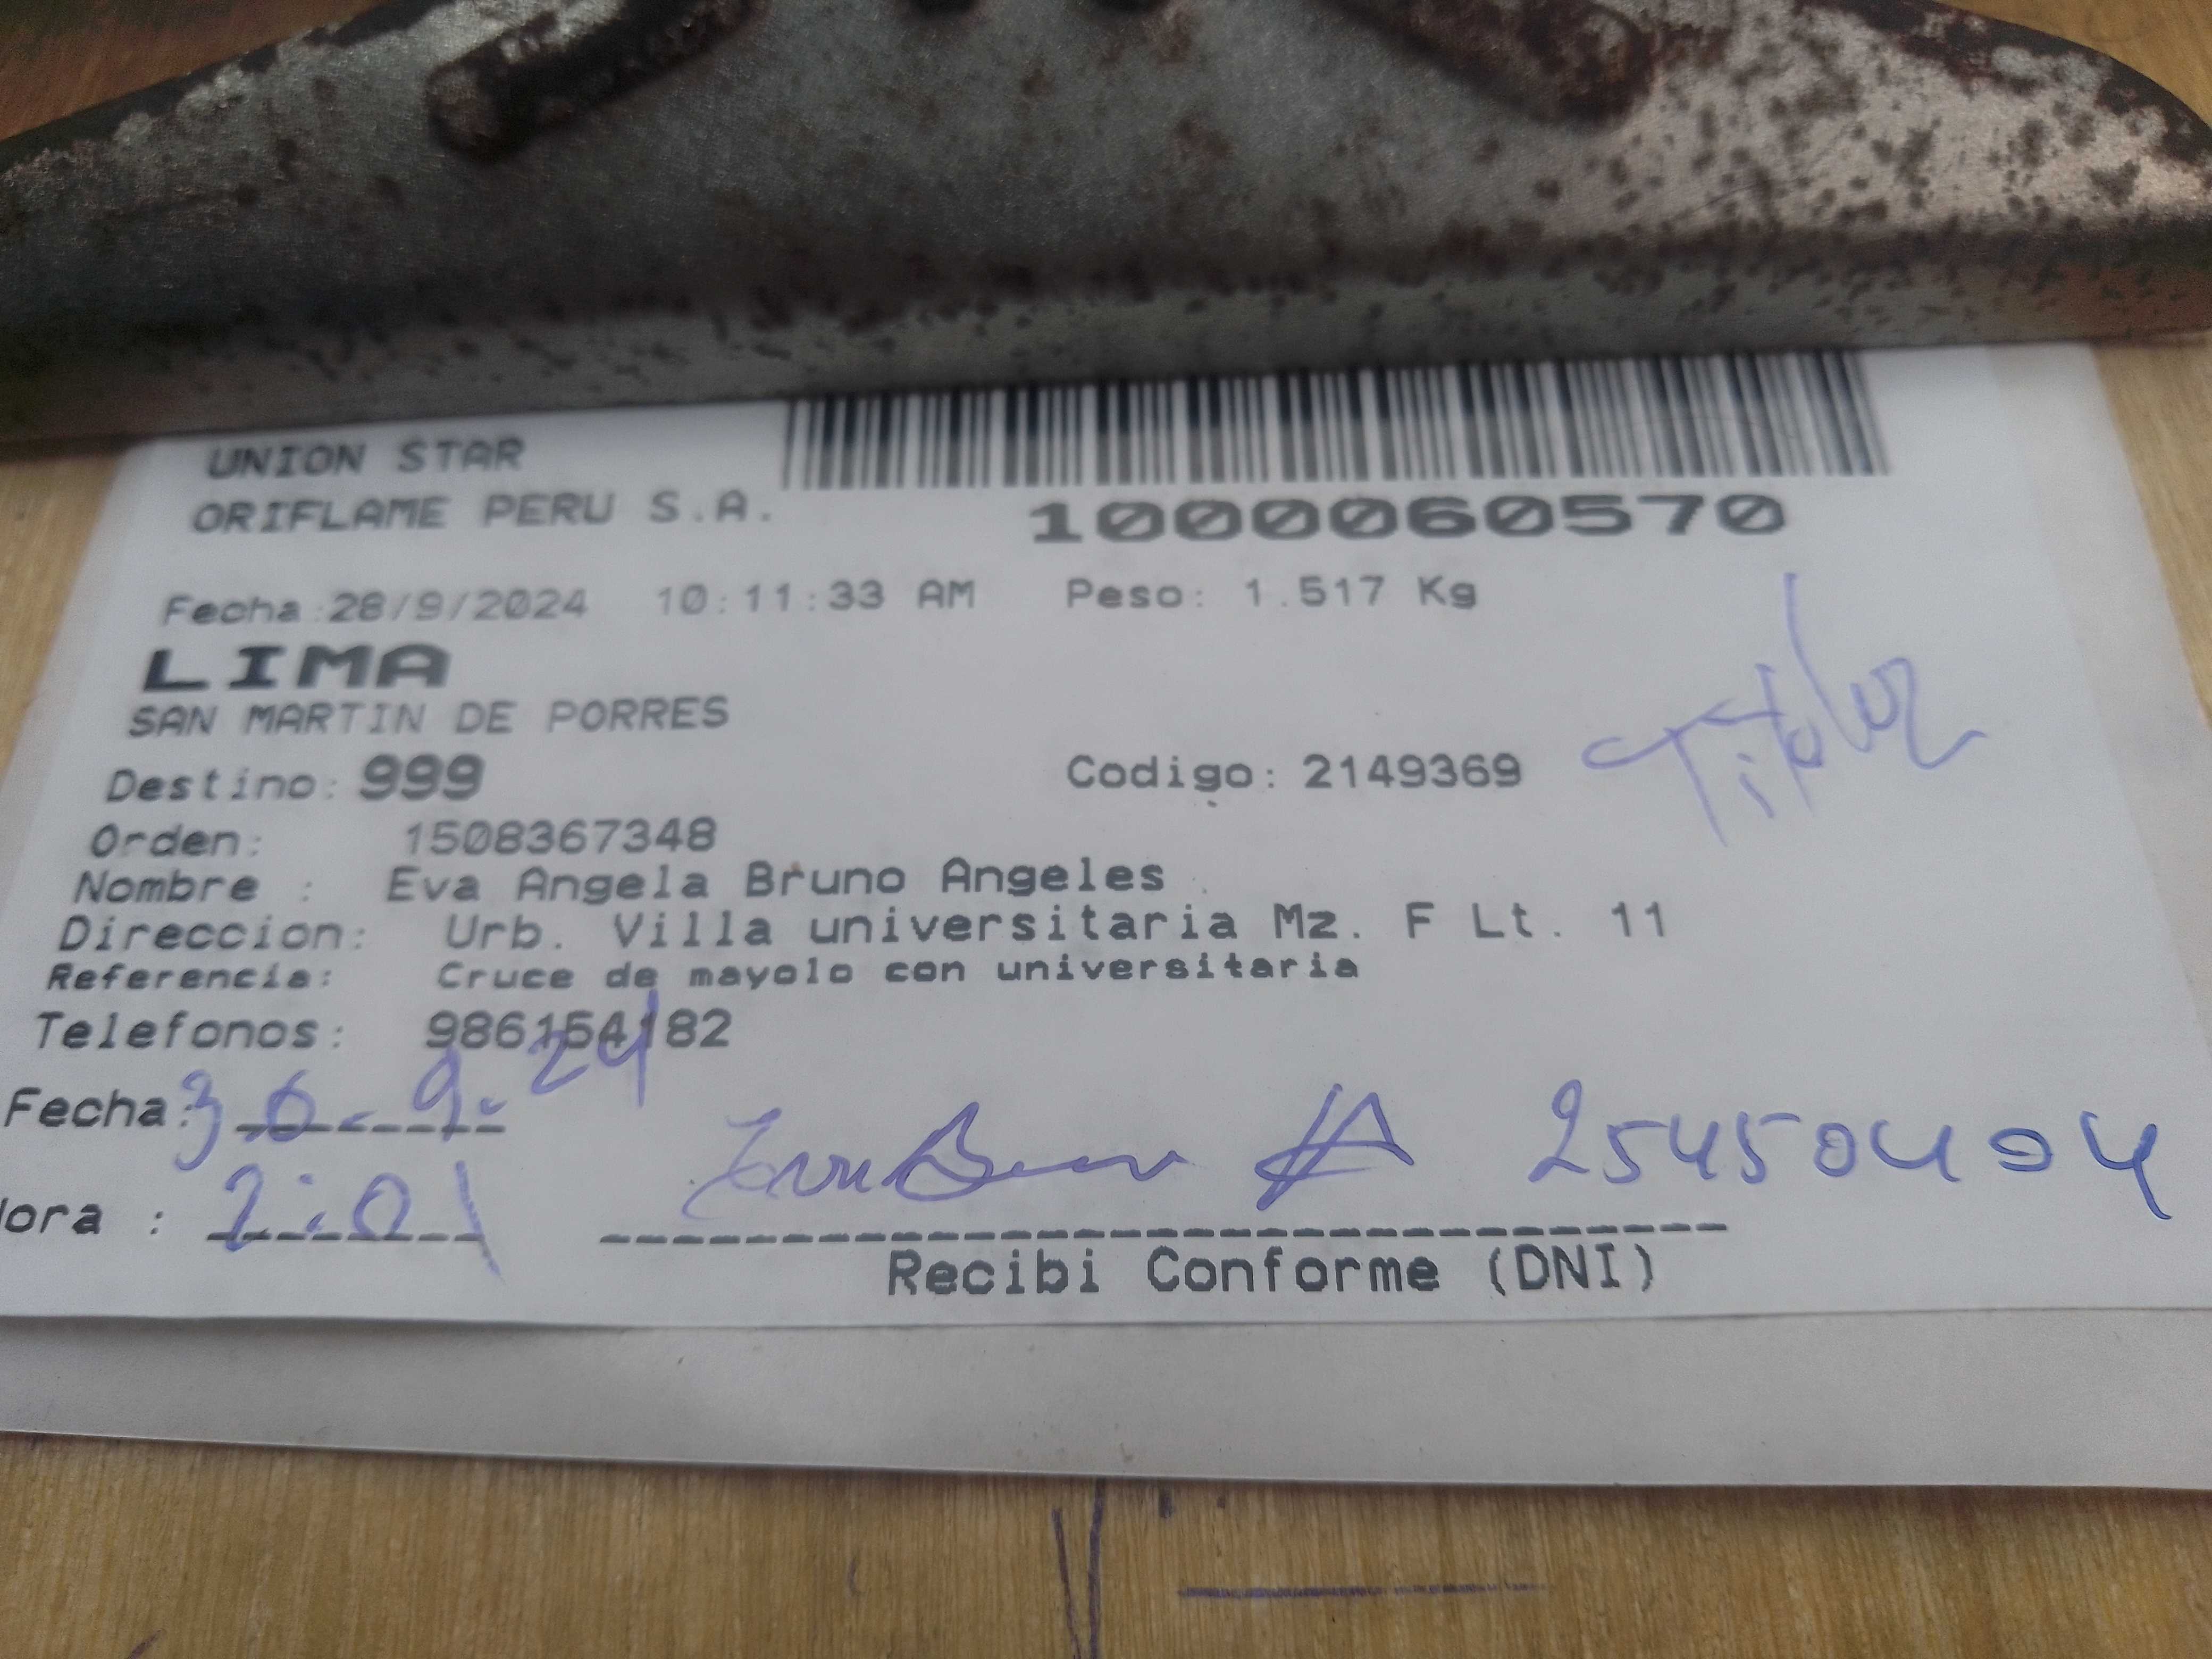 UNION STAR
ORIFLAME PERU S.A.
1000060570
Fecha:28/9/2024 10:11:33 AM Peso: 1.517 Kg
LIMA
SAN MARTIN DE PORRES
Destino: 999 Codigo: 2149369
Titular
Orden: 1508367348
Nombre : Eva Angela Bruno Angeles
Direccion: Urb. Villa universitaria Mz. F Lt. 11
Referencia: Cruce de mayolo con universitaria
Telefonos: 986154182
Fecha: 30-9-24
25450404
ora : 2:01
Recibi Conforme (DNI)